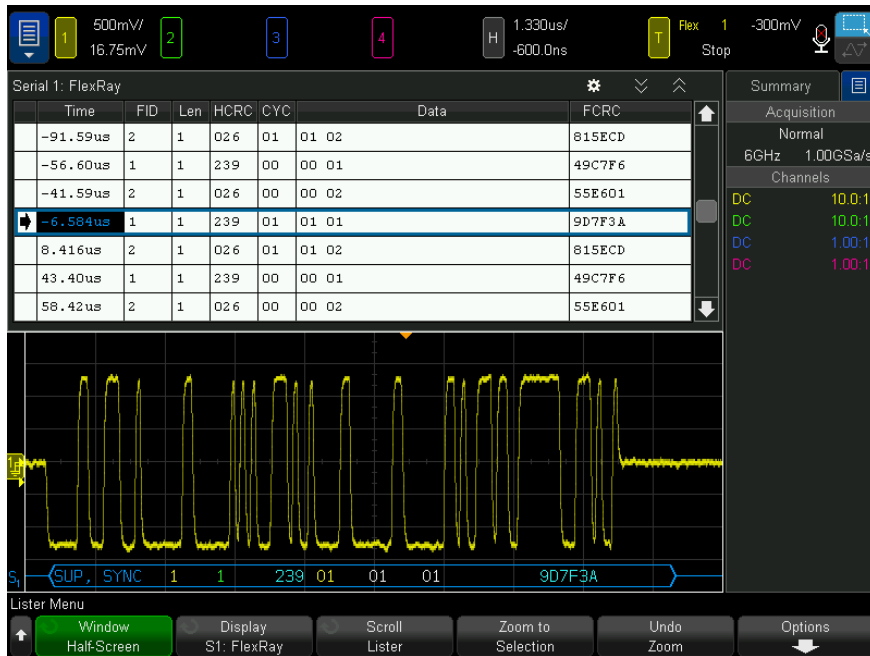 1 500mV/ 16.75mV 2 3 4 H 1.330us/ -600.0ns T Flex 1 -300mV Stop
Serial 1: FlexRay
Summary
Time FID Len HCRC CYC Data FCRC
Acquisition
-91.59us 2 1 026 01 01 02 815ECD
Normal
6GHz 1.00GSa/s
-56.60us 1 1 239 00 00 01 49C7F6
Channels
-41.59us 2 1 026 00 00 02 55E601
DC 10.0:1
-6.584us 1 1 239 01 01 01 9D7F3A
DC 10.0:1
8.416us 2 1 026 01 01 02 815ECD
DC 1.00:1
DC 1.00:1
43.40us 1 1 239 00 00 01 49C7F6
58.42us 2 1 026 00 00 02 55E601
1
S1 SUP, SYNC 1 1 239 01 01 01 9D7F3A
Lister Menu
Window Display Scroll Zoom to Undo Options
Half-Screen S1: FlexRay Lister Selection Zoom